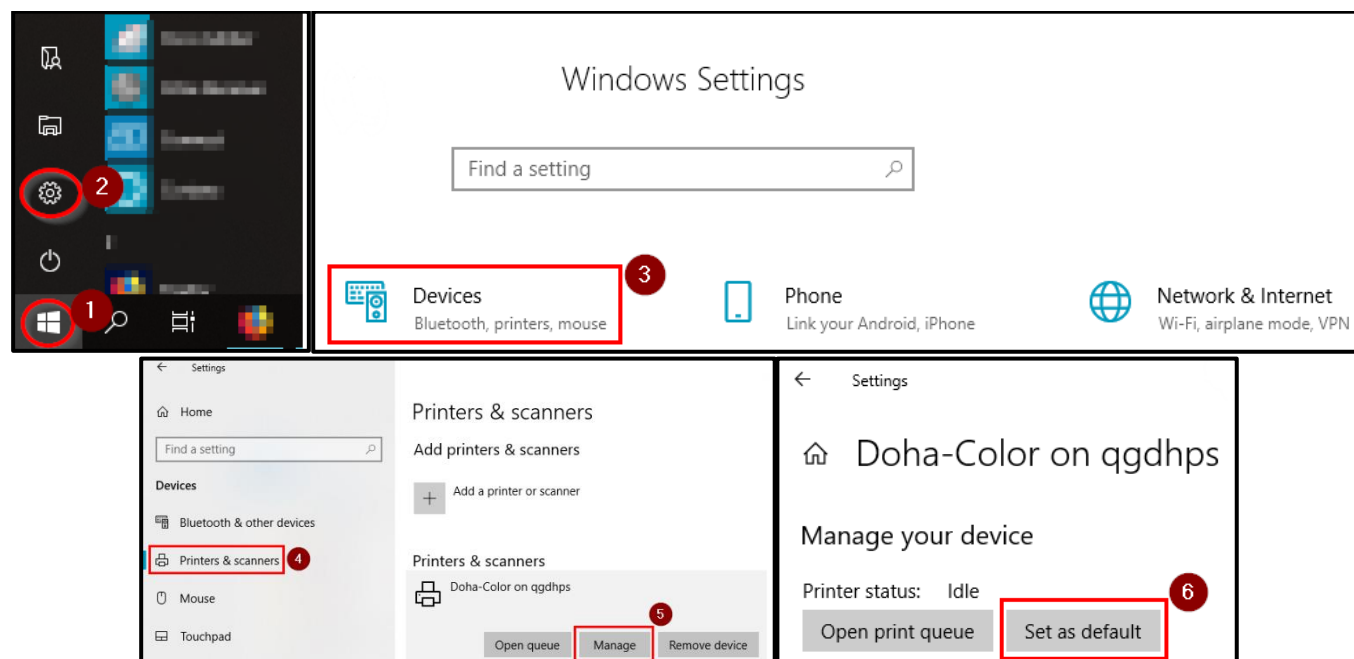 2
1
Windows Settings
Find a setting
3
Devices
Bluetooth, printers, mouse
Phone
Link your Android, iPhone
Network & Internet
Wi-Fi, airplane mode, VPN
Settings
Home
Find a setting
Devices
Bluetooth & other devices
Printers & scanners 4
Mouse
Touchpad
Printers & scanners
Add printers & scanners
Add a printer or scanner
Printers & scanners
Doha-Color on qgdhps
5
Open queue Manage Remove device
Settings
Doha-Color on qgdhps
Manage your device
Printer status: Idle
6
Open print queue Set as default